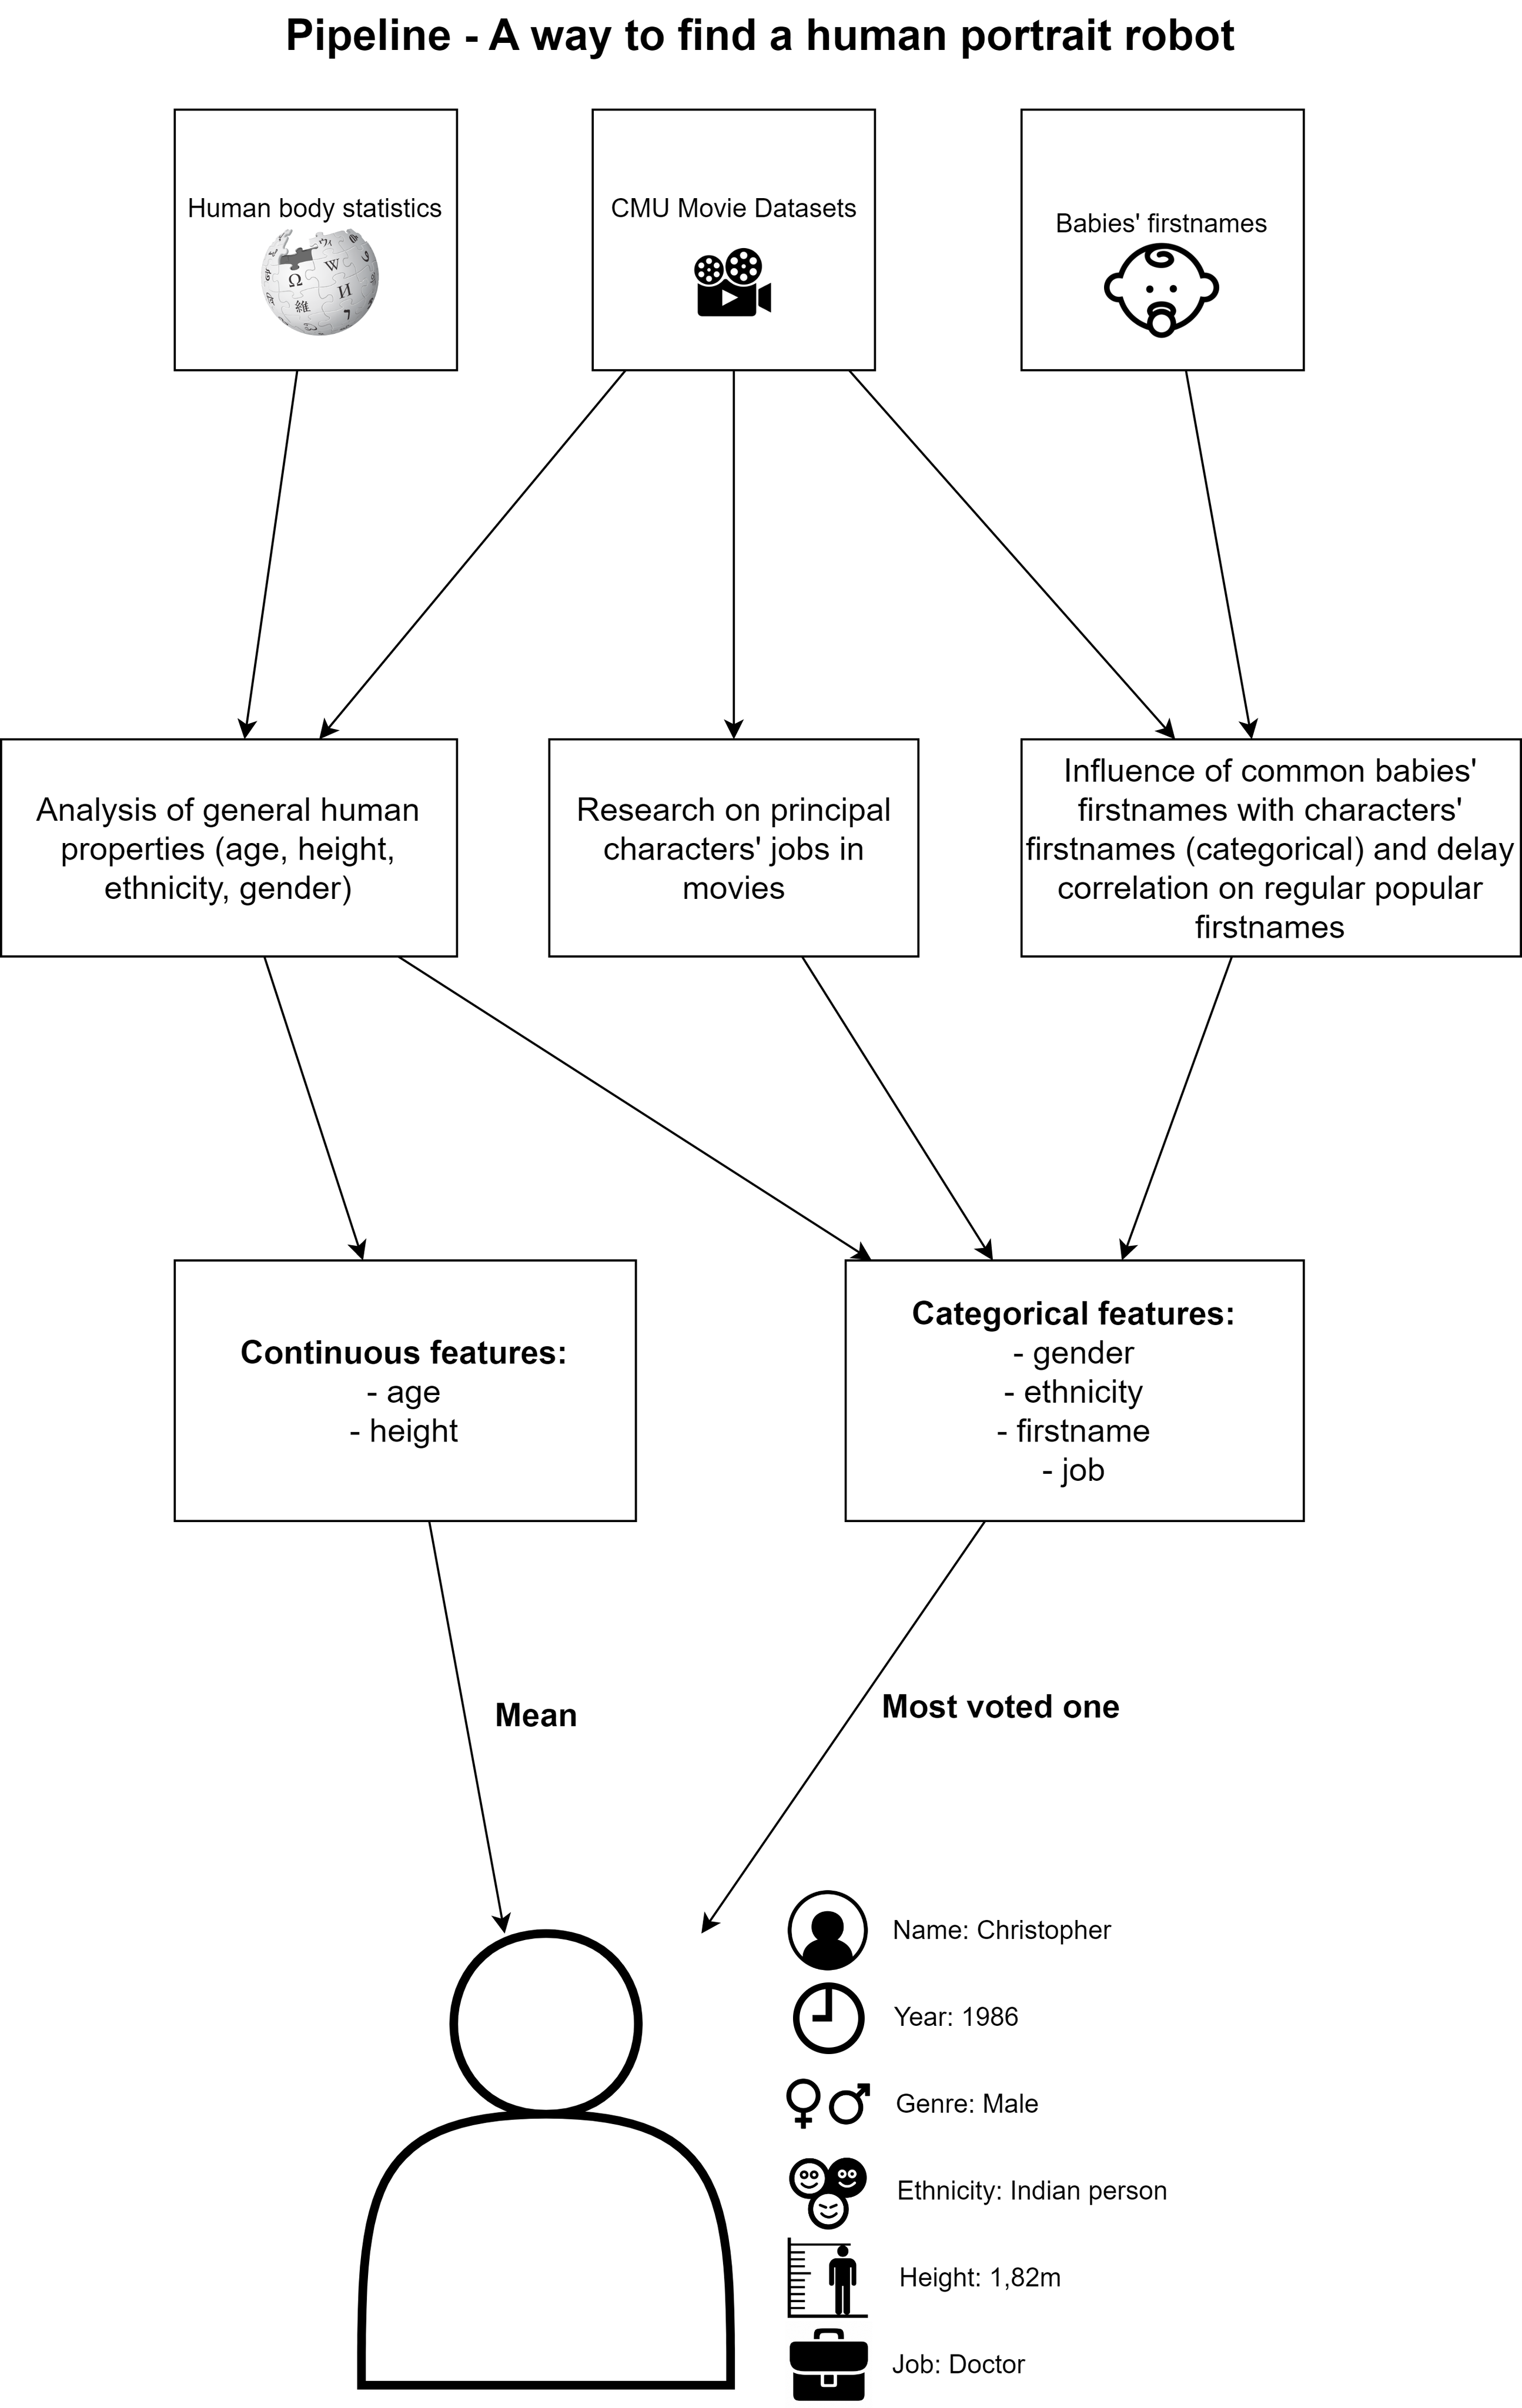 Pipeline - A way to find a human portrait robot
Human body statistics
Ω
W
И
維
CMU Movie Datasets
Babies' firstnames
Analysis of general human
properties (age, height,
ethnicity, gender)
Research on principal
characters' jobs in
movies
Influence of common babies'
firstnames with characters'
firstnames (categorical) and delay
correlation on regular popular
firstnames
Continuous features:
- age
- height
Categorical features:
- gender
- ethnicity
- firstname
- job
Mean
Most voted one
Name: Christopher
Year: 1986
Genre: Male
Ethnicity: Indian person
Height: 1,82m
Job: Doctor